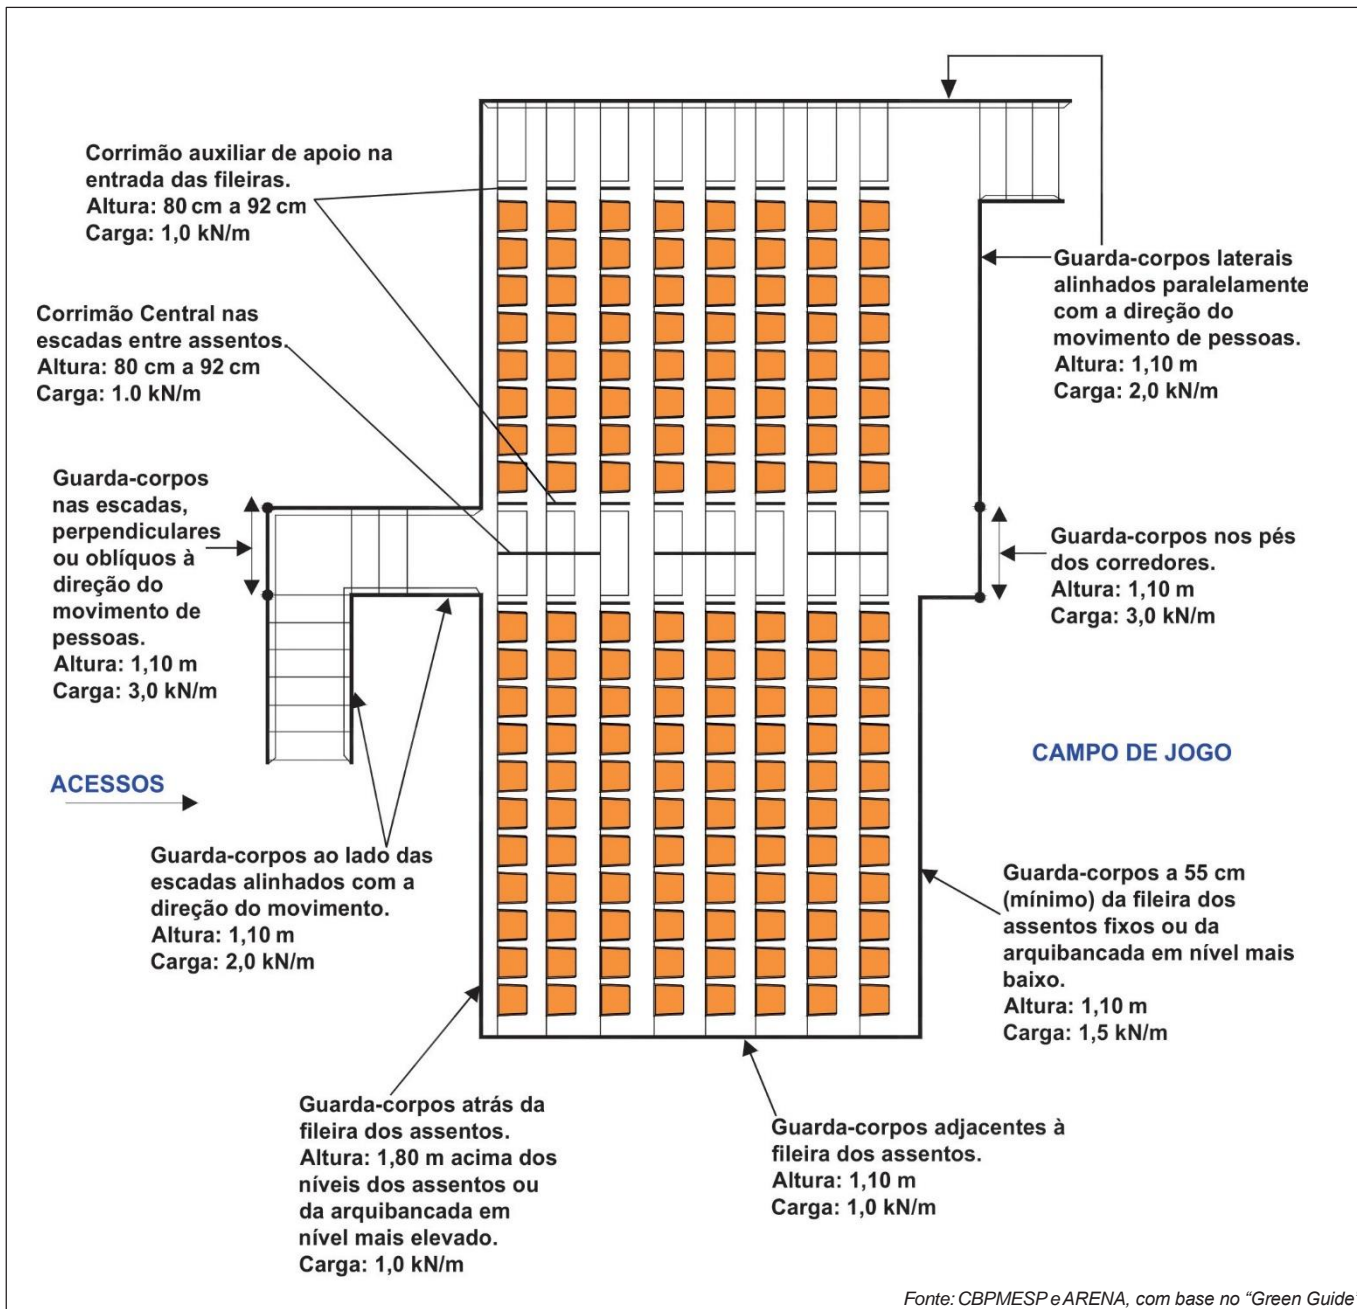 Corrimão auxiliar de apoio na
entrada das fileiras.
Altura: 80 cm a 92 cm
Carga: 1,0 kN/m
Corrimão Central nas
escadas entre assentos.
Altura: 80 cm a 92 cm
Carga: 1.0 kN/m
Guarda-corpos
nas escadas,
perpendiculares
ou oblíquos à
direção do
movimento de
pessoas.
Altura: 1,10 m
Carga: 3,0 kN/m
ACESSOS
Guarda-corpos ao lado das
escadas alinhados com a
direção do movimento.
Altura: 1,10 m
Carga: 2,0 kN/m
Guarda-corpos atrás da
fileira dos assentos.
Altura: 1,80 m acima dos
níveis dos assentos ou
da arquibancada em
nível mais elevado.
Carga: 1,0 kN/m
Guarda-corpos laterais
alinhados paralelamente
com a direção do
movimento de pessoas.
Altura: 1,10 m
Carga: 2,0 kN/m
Guarda-corpos nos pés
dos corredores.
Altura: 1,10 m
Carga: 3,0 kN/m
CAMPO DE JOGO
Guarda-corpos a 55 cm
(mínimo) da fileira dos
assentos fixos ou da
arquibancada em nível mais
baixo.
Altura: 1,10 m
Carga: 1,5 kN/m
Guarda-corpos adjacentes à
fileira dos assentos.
Altura: 1,10 m
Carga: 1,0 kN/m
Fonte: CBPMESP e ARENA, com base no “Green Guide”